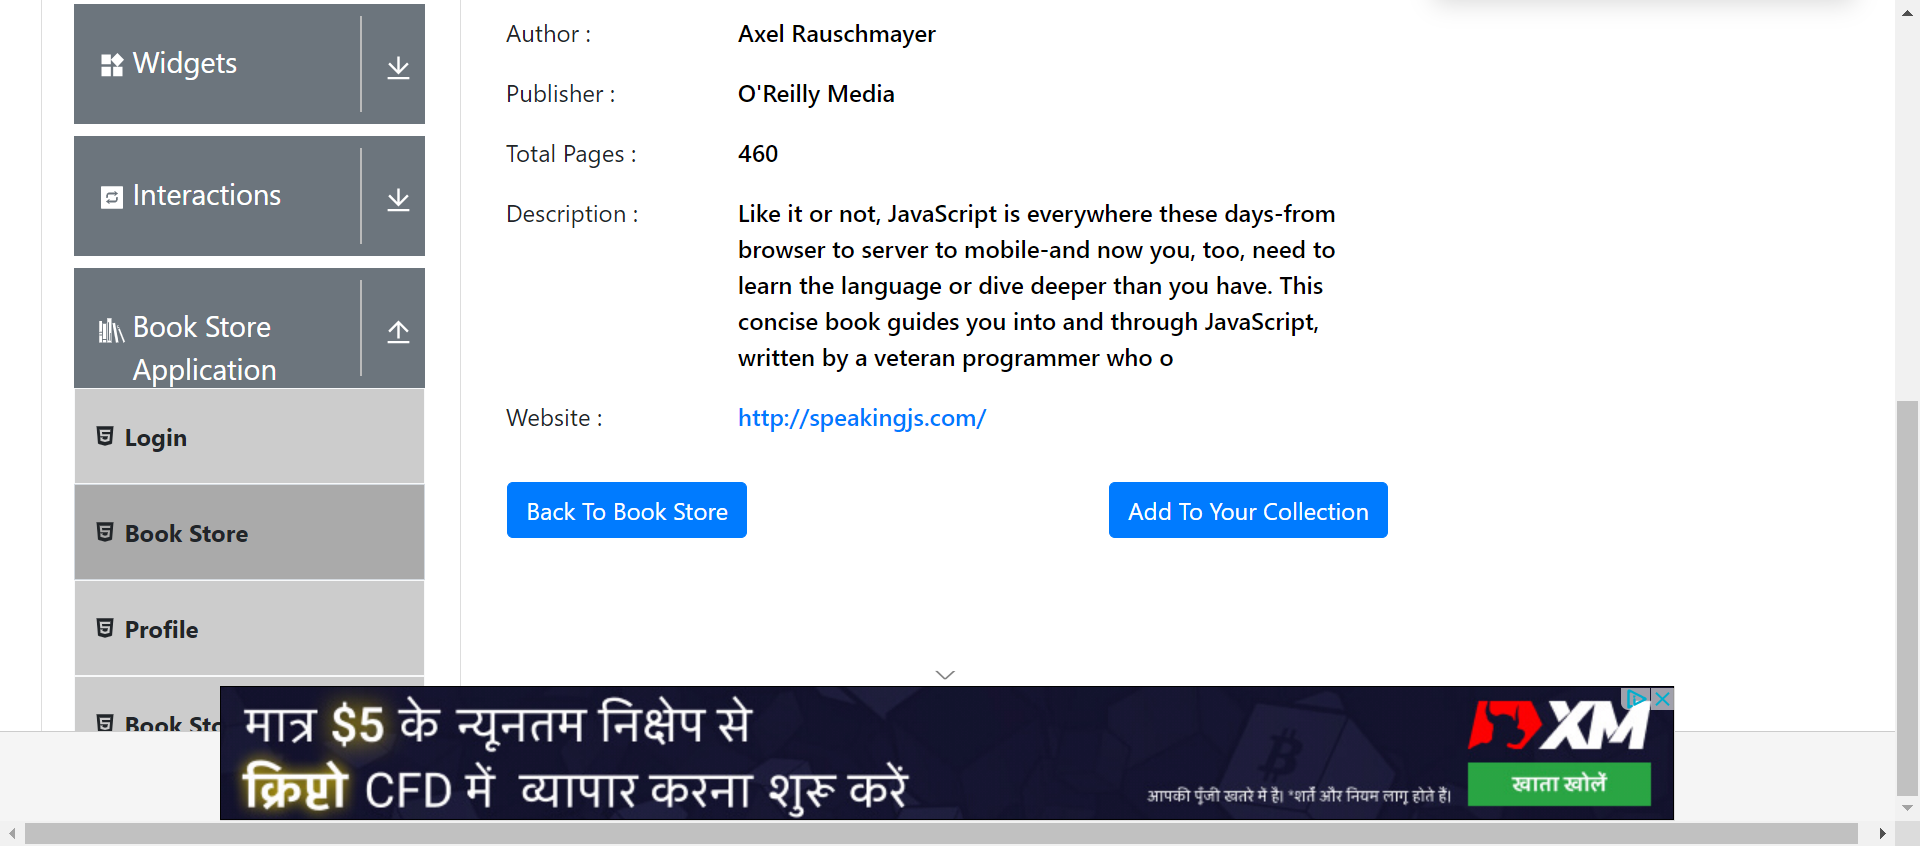 Widgets
Interactions
Book Store
Application
Login
Book Store
Profile
Book Sto
Author :
Axel Rauschmayer
Publisher :
O'Reilly Media
Total Pages :
460
Description :
Like it or not, JavaScript is everywhere these days-from
browser to server to mobile-and now you, too, need to
learn the language or dive deeper than you have. This
concise book guides you into and through JavaScript,
written by a veteran programmer who o
Website :
http://speakingjs.com/
Back To Book Store
Add To Your Collection
मात्र $5 के न्यूनतम निक्षेप से
क्रिप्टो CFD में व्यापार करना शुरू करें
आपकी पूँजी खतरे में है। *शर्तें और नियम लागू होते हैं।
XM
खाता खोलें